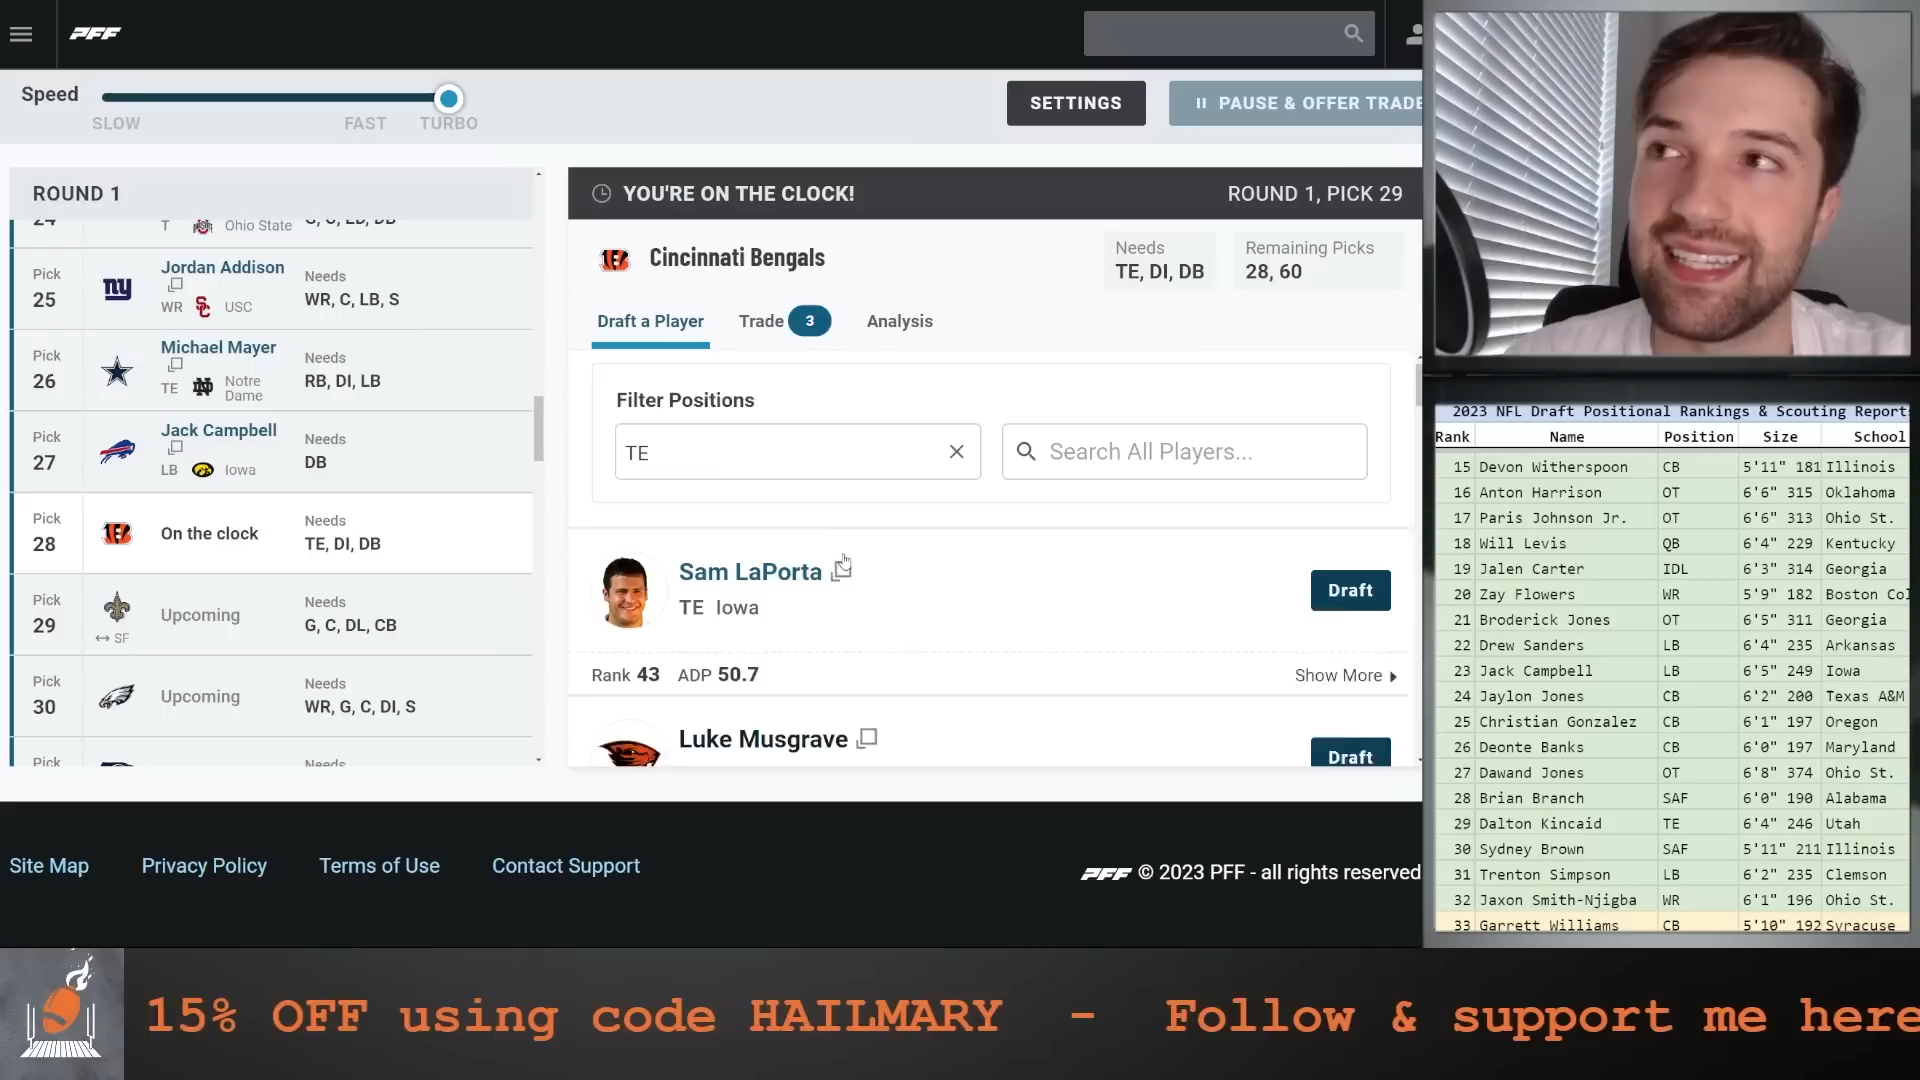 PFF
Speed
SLOW FAST TURBO
SETTINGS
PAUSE & OFFER TRADE
ROUND 1
24
T Ohio State
Pick
25
Jordan Addison
WR USC
Needs
WR, C, LB, S
Pick
26
Michael Mayer
TE Notre
Dame
Needs
RB, DI, LB
Pick
27
Jack Campbell
LB Iowa
Needs
DB
Pick
28
On the clock
Needs
TE, DI, DB
Pick
29
SF
Upcoming
Needs
G, C, DL, CB
Pick
30
Upcoming
Needs
WR, G, C, DI, S
Pick
Needs
YOU'RE ON THE CLOCK!
ROUND 1, PICK 29
Cincinnati Bengals
Needs
TE, DI, DB
Remaining Picks
28, 60
Draft a Player Trade 3 Analysis
Filter Positions
TE
Search All Players...
Sam LaPorta
TE Iowa
Draft
Rank 43 ADP 50.7
Show More
Luke Musgrave
Draft
Site Map Privacy Policy Terms of Use Contact Support
PFF © 2023 PFF - all rights reserved
2023 NFL Draft Positional Rankings & Scouting Reports
Rank Name Position Size School
15 Devon Witherspoon CB 5'11" 181 Illinois
16 Anton Harrison OT 6'6" 315 Oklahoma
17 Paris Johnson Jr. OT 6'6" 313 Ohio St.
18 Will Levis QB 6'4" 229 Kentucky
19 Jalen Carter IDL 6'3" 314 Georgia
20 Zay Flowers WR 5'9" 182 Boston Col
21 Broderick Jones OT 6'5" 311 Georgia
22 Drew Sanders LB 6'4" 235 Arkansas
23 Jack Campbell LB 6'5" 249 Iowa
24 Jaylon Jones CB 6'2" 200 Texas A&M
25 Christian Gonzalez CB 6'1" 197 Oregon
26 Deonte Banks CB 6'0" 197 Maryland
27 Dawand Jones OT 6'8" 374 Ohio St.
28 Brian Branch SAF 6'0" 190 Alabama
29 Dalton Kincaid TE 6'4" 246 Utah
30 Sydney Brown SAF 5'11" 211 Illinois
31 Trenton Simpson LB 6'2" 235 Clemson
32 Jaxon Smith-Njigba WR 6'1" 196 Ohio St.
33 Garrett Williams CB 5'10" 192 Syracuse
15% OFF using code HAILMARY - Follow & support me here